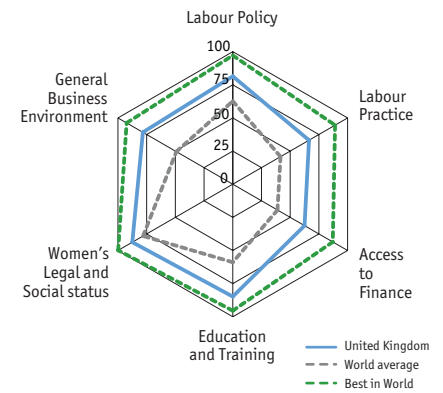 Labour Policy
100
75
50
25
0
General
Business
Environment
Labour
Practice
Women's
Legal and
Social status
Access
to
Finance
Education
and Training
United Kingdom
World average
Best in World